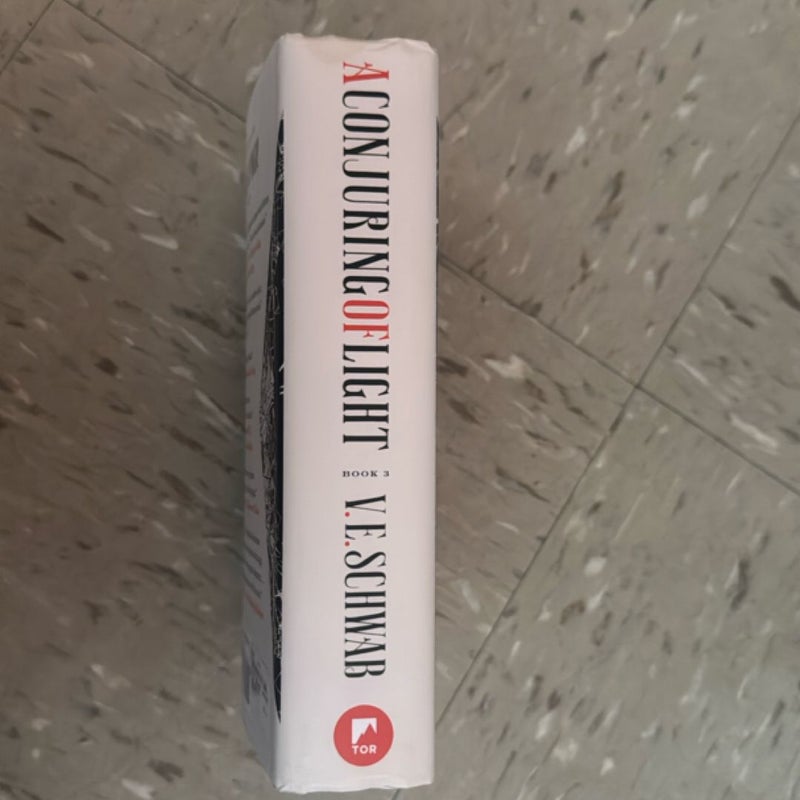 A CONJURING OF LIGHT
BOOK 3
V. E. SCHWAB
TOR